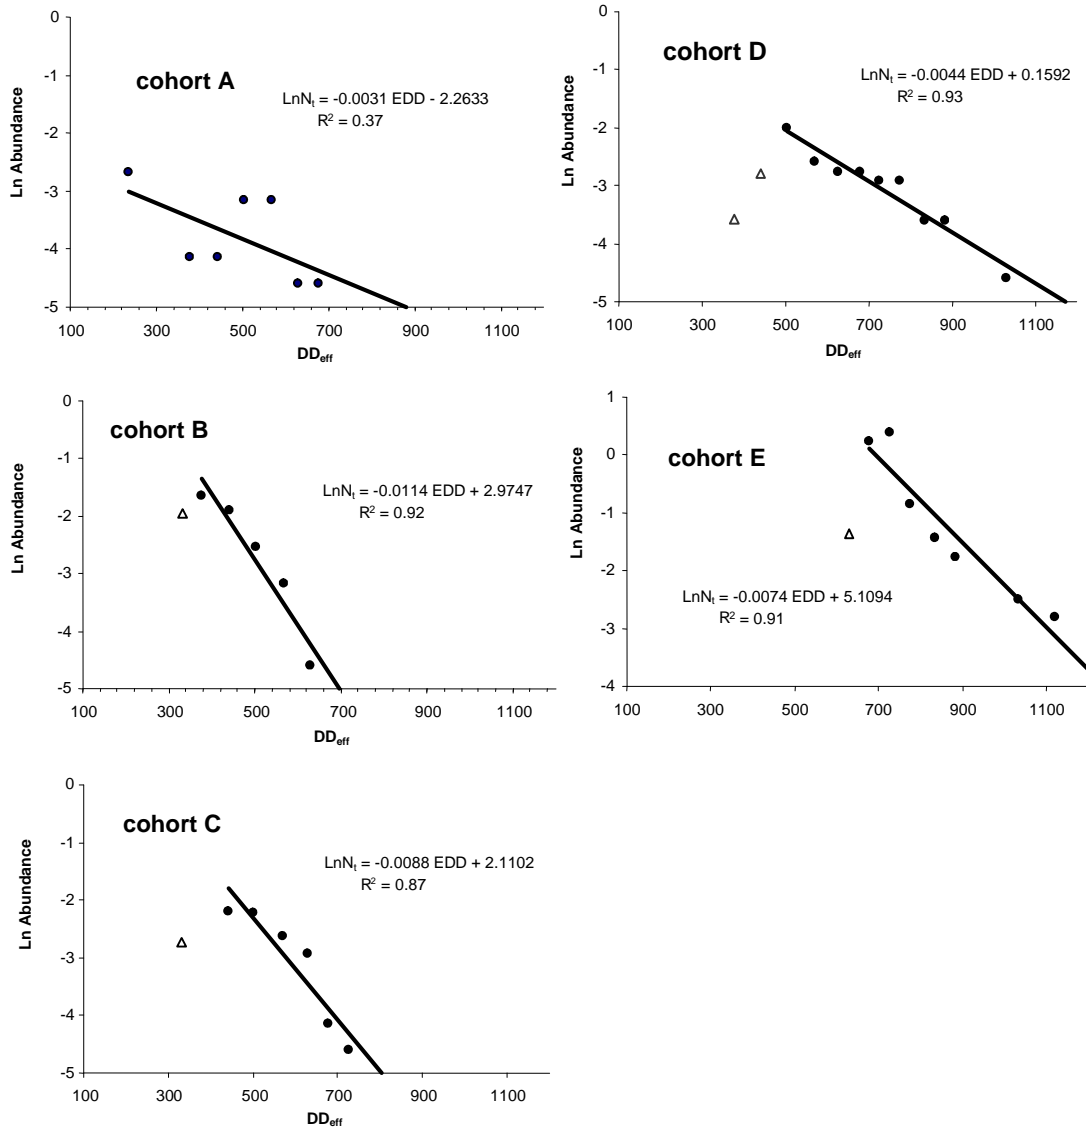 cohort A
LnNt = -0.0031 EDD - 2.2633
R² = 0.37
Ln Abundance
0
-1
-2
-3
-4
-5
100 300 500 700 900 1100
DDeff
cohort D
LnNt = -0.0044 EDD + 0.1592
R² = 0.93
Ln Abundance
0
-1
-2
-3
-4
-5
100 300 500 700 900 1100
DDeff
cohort B
LnNt = -0.0114 EDD + 2.9747
R² = 0.92
Ln Abundance
0
-1
-2
-3
-4
-5
100 300 500 700 900 1100
DDeff
cohort E
LnNt = -0.0074 EDD + 5.1094
R² = 0.91
Ln Abundance
1
0
-1
-2
-3
-4
100 300 500 700 900 1100
DDeff
cohort C
LnNt = -0.0088 EDD + 2.1102
R² = 0.87
Ln Abundance
0
-1
-2
-3
-4
-5
100 300 500 700 900 1100
DDeff